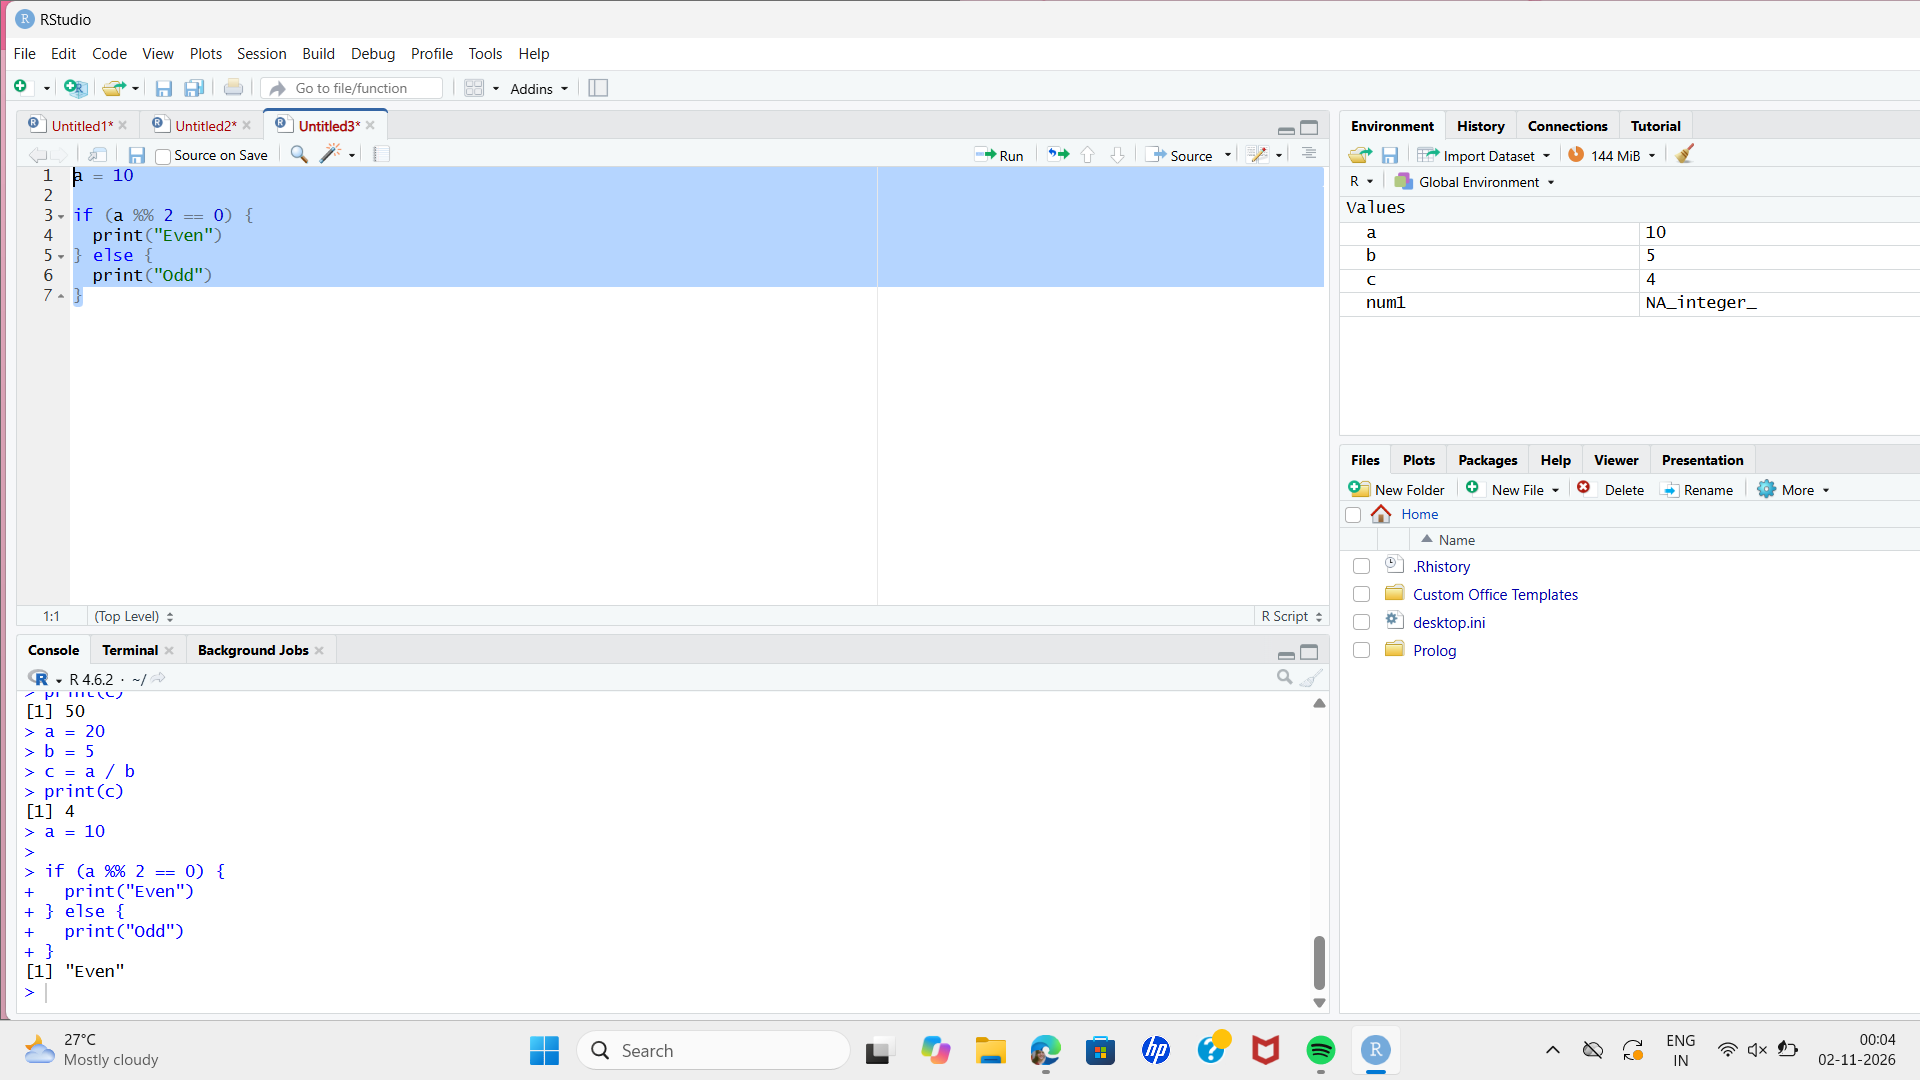 RStudio
File Edit Code View Plots Session Build Debug Profile Tools Help
Go to file/function Addins
Untitled1* Untitled2* Untitled3*
Source on Save Run Source
1 a = 10
2
3 if (a %% 2 == 0) {
4   print("Even")
5 } else {
6   print("Odd")
7 }
1:1 (Top Level) R Script
Console Terminal Background Jobs
R 4.6.2 · ~/
> print(c)
[1] 50
> a = 20
> b = 5
> c = a / b
> print(c)
[1] 4
> a = 10
>
> if (a %% 2 == 0) {
+   print("Even")
+ } else {
+   print("Odd")
+ }
[1] "Even"
>
Environment History Connections Tutorial
Import Dataset 144 MiB
R Global Environment
Values
a 10
b 5
c 4
num1 NA_integer_
Files Plots Packages Help Viewer Presentation
New Folder New File Delete Rename More
Home
Name
.Rhistory
Custom Office Templates
desktop.ini
Prolog
27°C
Mostly cloudy
Search
hp
ENG
IN
00:04
02-11-2026